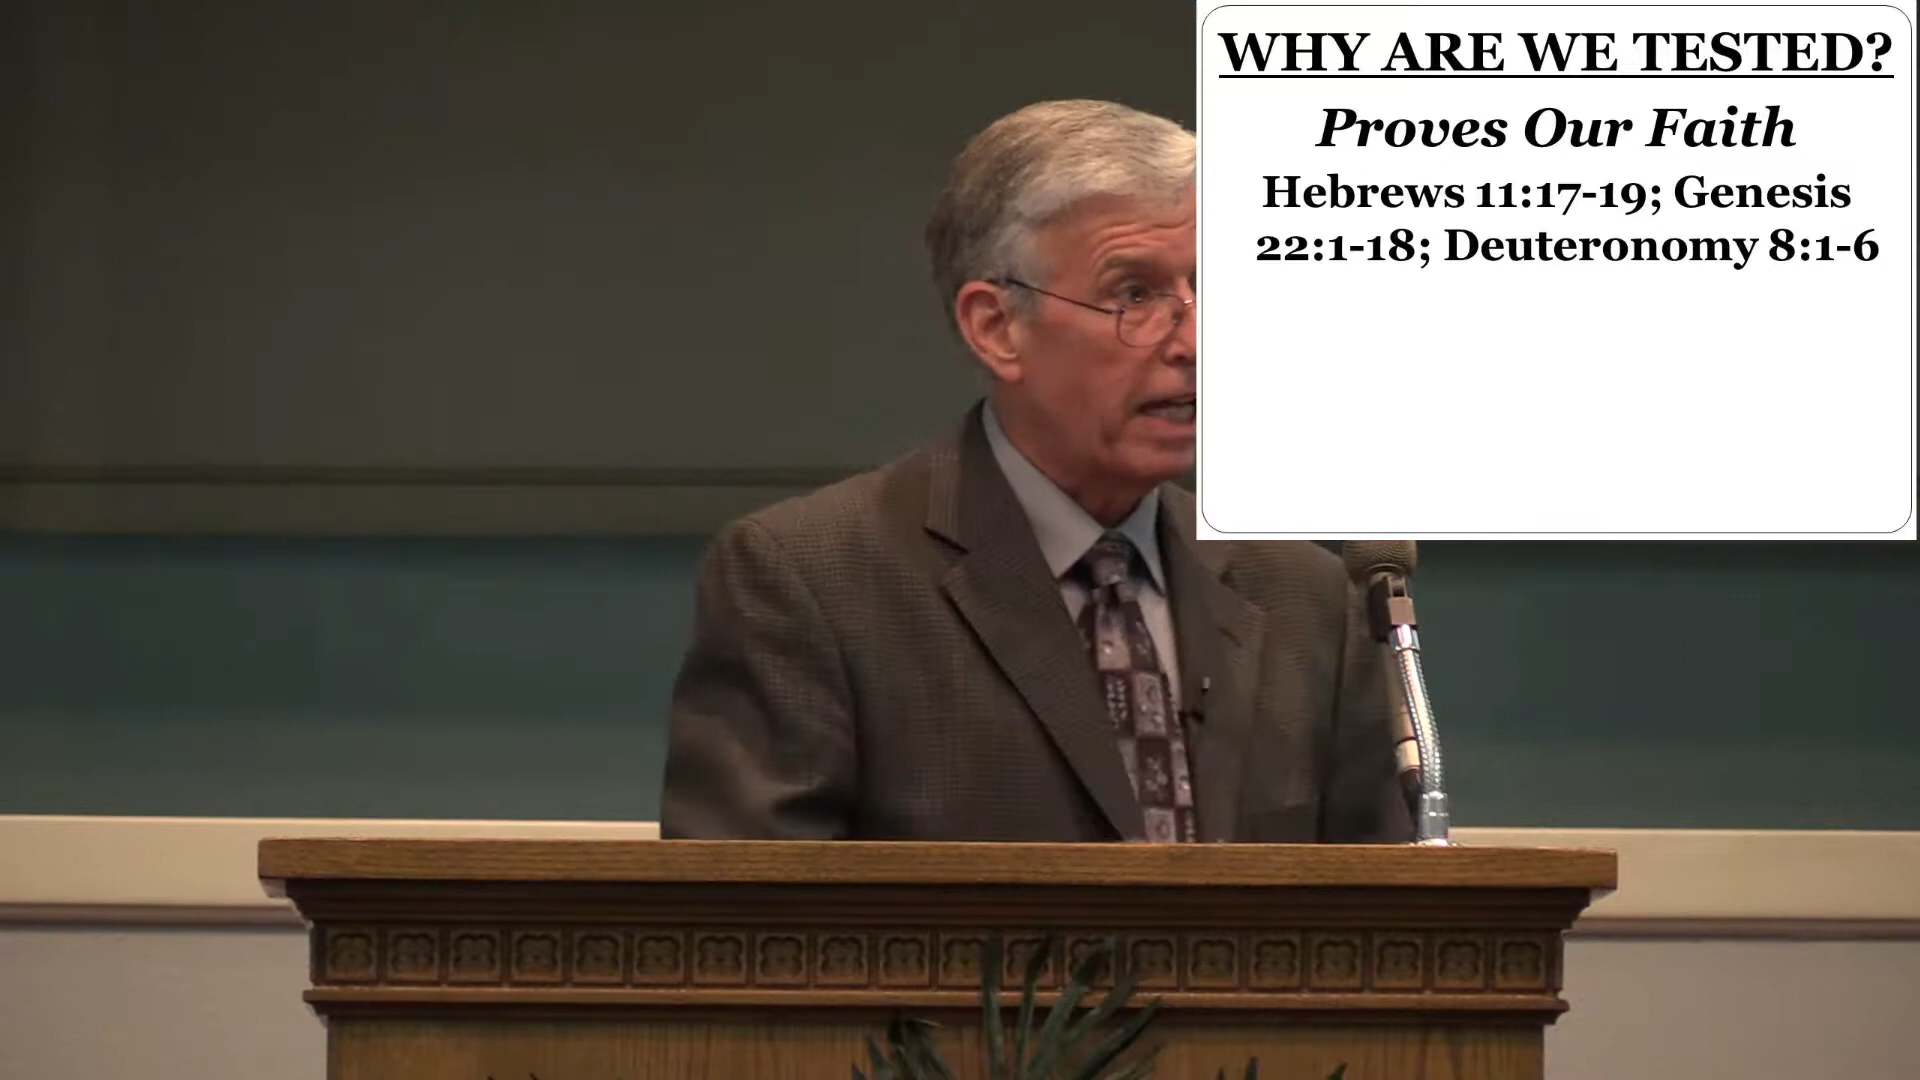 WHY ARE WE TESTED?
Proves Our Faith
Hebrews 11:17-19; Genesis
22:1-18; Deuteronomy 8:1-6